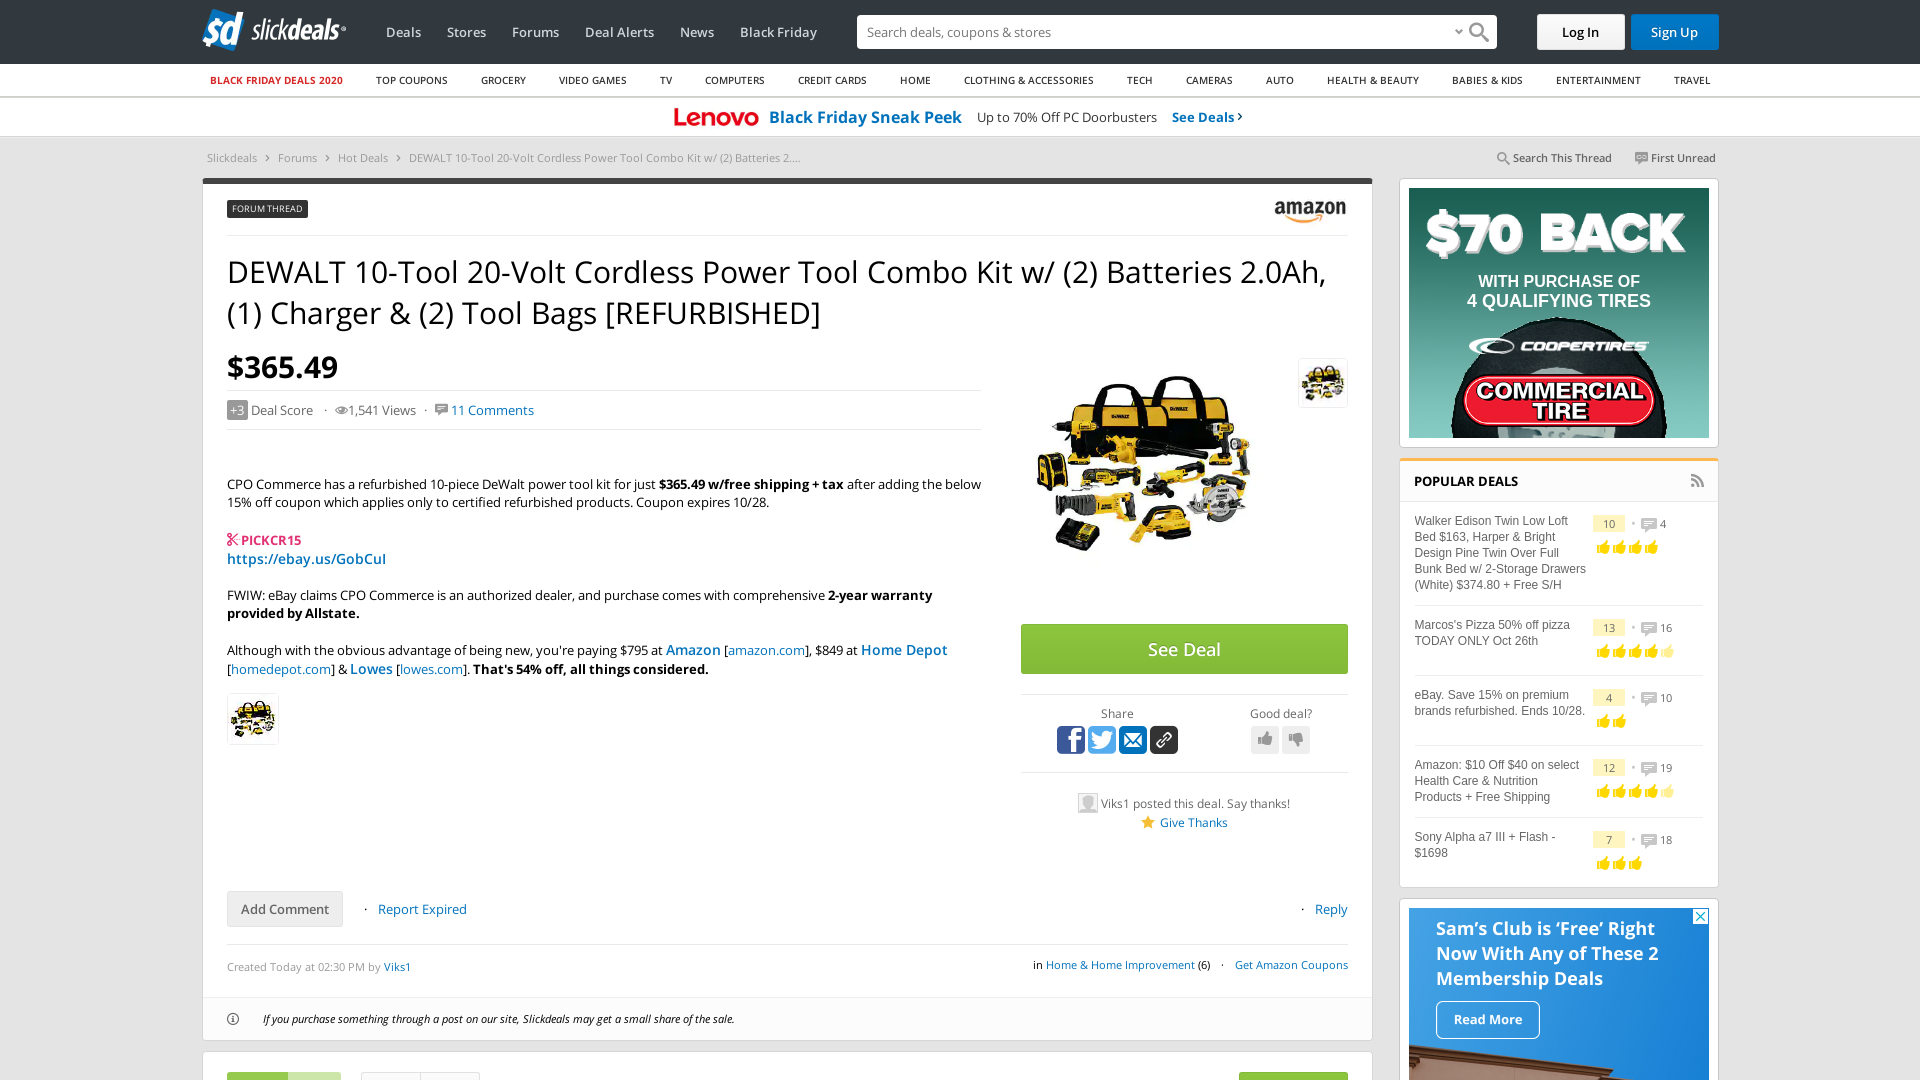 slickdeals
Deals Stores Forums Deal Alerts News Black Friday
Search deals, coupons & stores
Log In Sign Up
BLACK FRIDAY DEALS 2020 TOP COUPONS GROCERY VIDEO GAMES TV COMPUTERS CREDIT CARDS HOME CLOTHING & ACCESSORIES TECH CAMERAS AUTO HEALTH & BEAUTY BABIES & KIDS ENTERTAINMENT TRAVEL
Lenovo Black Friday Sneak Peek Up to 70% Off PC Doorbusters See Deals
Slickdeals Forums Hot Deals DEWALT 10-Tool 20-Volt Cordless Power Tool Combo Kit w/ (2) Batteries 2....
Search This Thread First Unread
FORUM THREAD
amazon
DEWALT 10-Tool 20-Volt Cordless Power Tool Combo Kit w/ (2) Batteries 2.0Ah,
(1) Charger & (2) Tool Bags [REFURBISHED]
$365.49
+3 Deal Score · 1,541 Views · 11 Comments
CPO Commerce has a refurbished 10-piece DeWalt power tool kit for just $365.49 w/free shipping + tax after adding the below
15% off coupon which applies only to certified refurbished products. Coupon expires 10/28.
PICKCR15
https://ebay.us/GobCuI
FWIW: eBay claims CPO Commerce is an authorized dealer, and purchase comes with comprehensive 2-year warranty
provided by Allstate.
Although with the obvious advantage of being new, you're paying $795 at Amazon [amazon.com], $849 at Home Depot
[homedepot.com] & Lowes [lowes.com]. That's 54% off, all things considered.
See Deal
Share Good deal?
Viks1 posted this deal. Say thanks!
Give Thanks
Add Comment · Report Expired · Reply
Created Today at 02:30 PM by Viks1
in Home & Home Improvement (6) · Get Amazon Coupons
If you purchase something through a post on our site, Slickdeals may get a small share of the sale.
$70 BACK
WITH PURCHASE OF
4 QUALIFYING TIRES
COOPERTIRES
COMMERCIAL
TIRE
POPULAR DEALS
Walker Edison Twin Low Loft
Bed $163, Harper & Bright
Design Pine Twin Over Full
Bunk Bed w/ 2-Storage Drawers
(White) $374.80 + Free S/H
10 • 4
Marcos's Pizza 50% off pizza
TODAY ONLY Oct 26th
13 • 16
eBay. Save 15% on premium
brands refurbished. Ends 10/28.
4 • 10
Amazon: $10 Off $40 on select
Health Care & Nutrition
Products + Free Shipping
12 • 19
Sony Alpha a7 III + Flash -
$1698
7 • 18
Sam's Club is 'Free' Right
Now With Any of These 2
Membership Deals
Read More